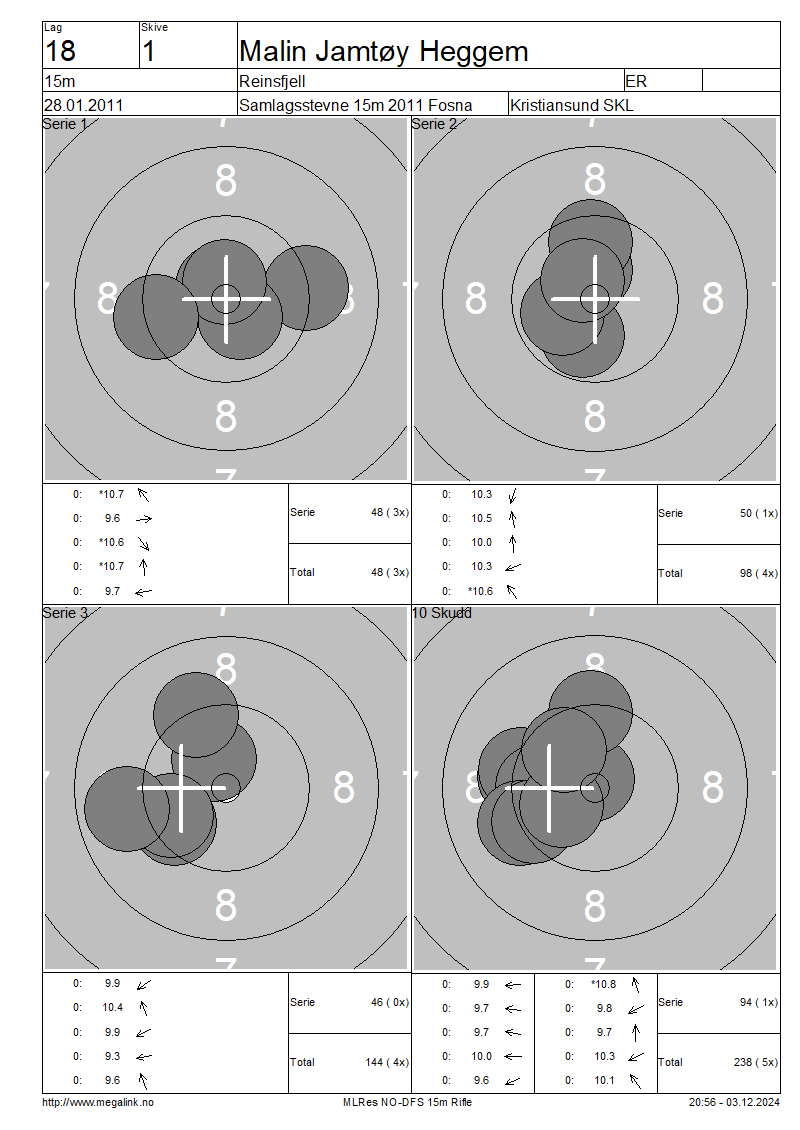 Lag Skive
18 1 Malin Jamtøy Heggem
15m Reinsfjell ER
28.01.2011 Samlagsstevne 15m 2011 Fosna Kristiansund SKL
Serie 1 Serie 2
7 7
8 8
7 8 8 8 8 7
8 8
7 7
0: *10.7
0: 9.6
0: *10.6
0: *10.7
0: 9.7
Serie 48 ( 3x)
Total 48 ( 3x)
0: 10.3
0: 10.5
0: 10.0
0: 10.3
0: *10.6
Serie 50 ( 1x)
Total 98 ( 4x)
Serie 3 10 Skudd
7 7
8 8
7 8 7 8 8 7
8 8
7 7
0: 9.9
0: 10.4
0: 9.9
0: 9.3
0: 9.6
Serie 46 ( 0x)
Total 144 ( 4x)
0: 9.9
0: 9.7
0: 9.7
0: 10.0
0: 9.6
0: *10.8
0: 9.8
0: 9.7
0: 10.3
0: 10.1
Serie 94 ( 1x)
Total 238 ( 5x)
http://www.megalink.no MLRes NO-DFS 15m Rifle 20:56 - 03.12.2024